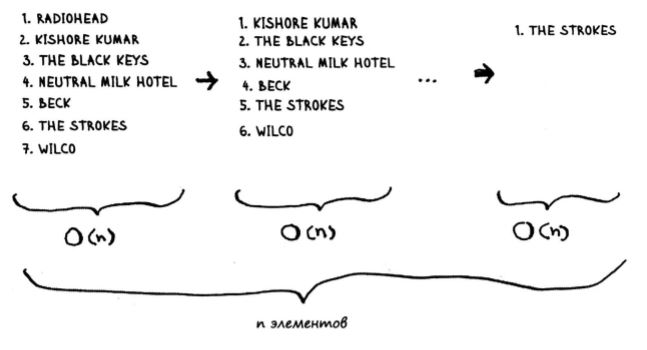 1. RADIOHEAD
2. KISHORE KUMAR
3. THE BLACK KEYS
4. NEUTRAL MILK HOTEL
5. BECK
6. THE STROKES
7. WILCO
1. KISHORE KUMAR
2. THE BLACK KEYS
3. NEUTRAL MILK HOTEL
4. BECK
5. THE STROKES
6. WILCO
...
1. THE STROKES
O(n)
O(n)
O(n)
n элементов